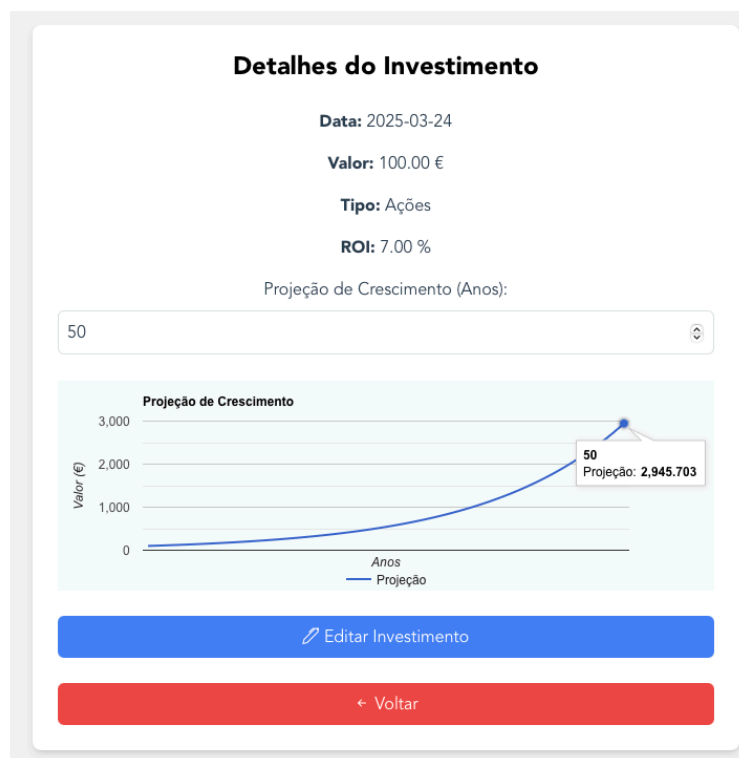 Detalhes do Investimento
Data: 2025-03-24
Valor: 100.00 €
Tipo: Ações
ROI: 7.00 %
Projeção de Crescimento (Anos):
50
Projeção de Crescimento
3,000
2,000
1,000
0
Valor (€)
50
Projeção: 2,945.703
Anos
Projeção
Editar Investimento
← Voltar